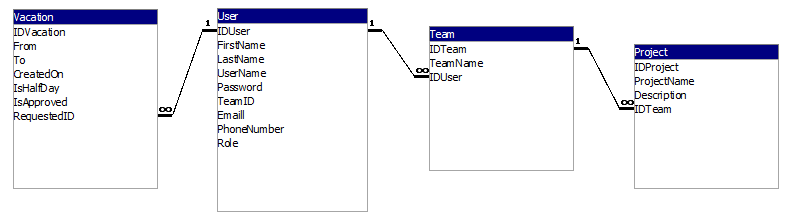 Vacation
IDVacation
From
To
CreatedOn
IsHalfDay
IsApproved
RequestedID
1
∞
User
IDUser
FirstName
LastName
UserName
Password
TeamID
Emaill
PhoneNumber
Role
1
∞
Team
IDTeam
TeamName
IDUser
1
∞
Project
IDProject
ProjectName
Description
IDTeam